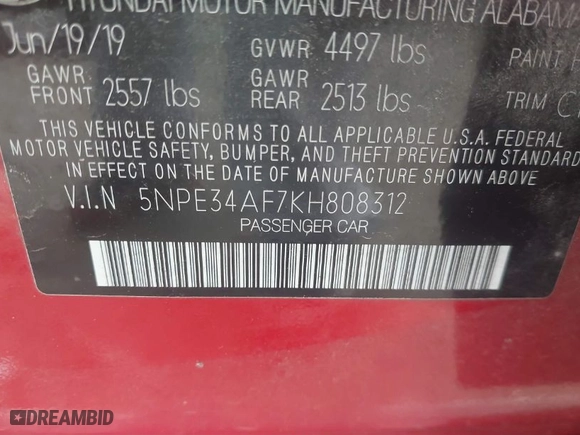 HYUNDAI MOTOR MANUFACTURING ALABAMA
Jun/19/19 GVWR 4497 lbs PAINT
GAWR FRONT 2557 lbs GAWR REAR 2513 lbs TRIM
THIS VEHICLE CONFORMS TO ALL APPLICABLE U.S.A. FEDERAL
MOTOR VEHICLE SAFETY, BUMPER, AND THEFT PREVENTION STANDARD
IN EFFECT ON THE DATE OF MANUFACTURE SHOWN ABOVE
V.I.N 5NPE34AF7KH808312
PASSENGER CAR
DREAMBID